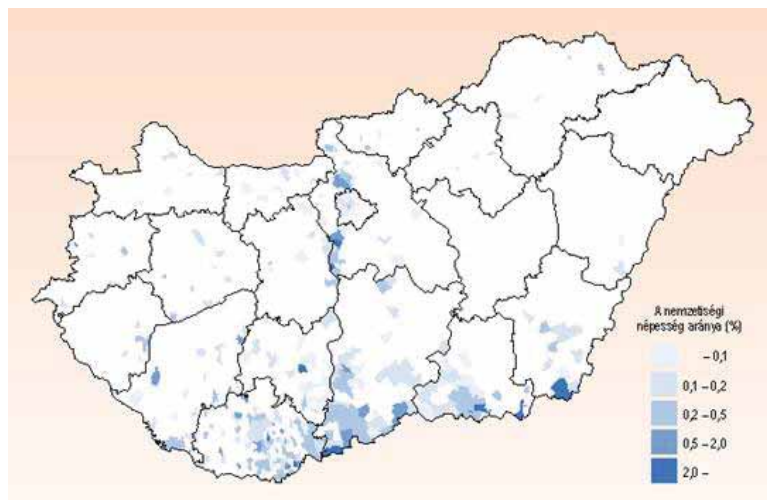 A nemzetiségi
népesség aránya (%)
– 0,1
0,1 – 0,2
0,2 – 0,5
0,5 – 2,0
2,0 –